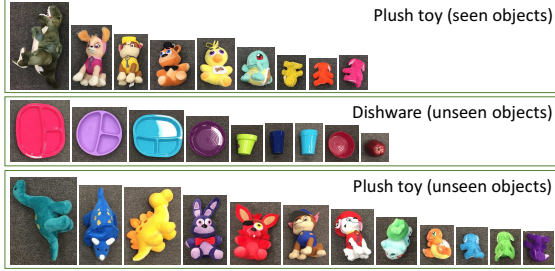 Plush toy (seen objects)
Dishware (unseen objects)
Plush toy (unseen objects)